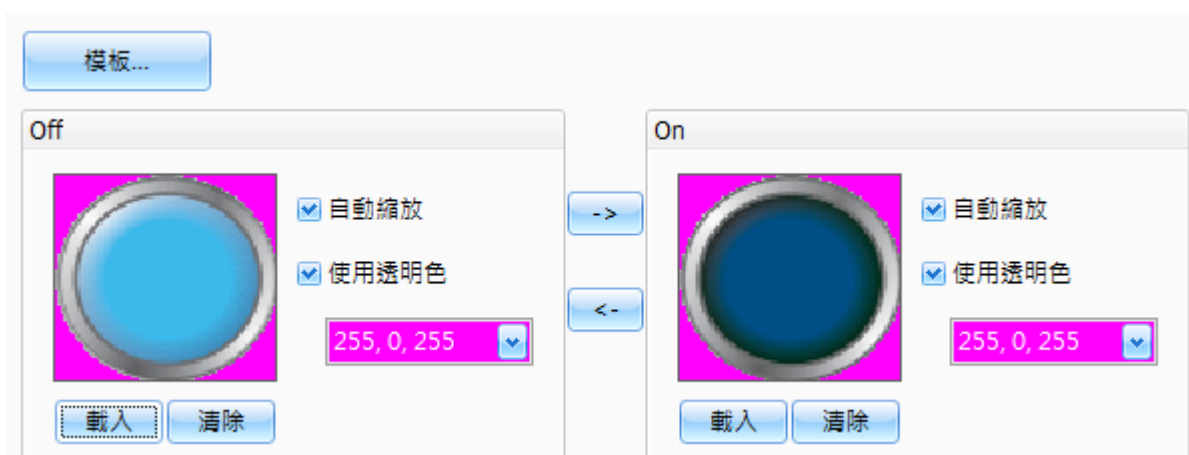 模板...
Off
自動縮放
使用透明色
255, 0, 255
載入
清除
->
<-
On
自動縮放
使用透明色
255, 0, 255
載入
清除